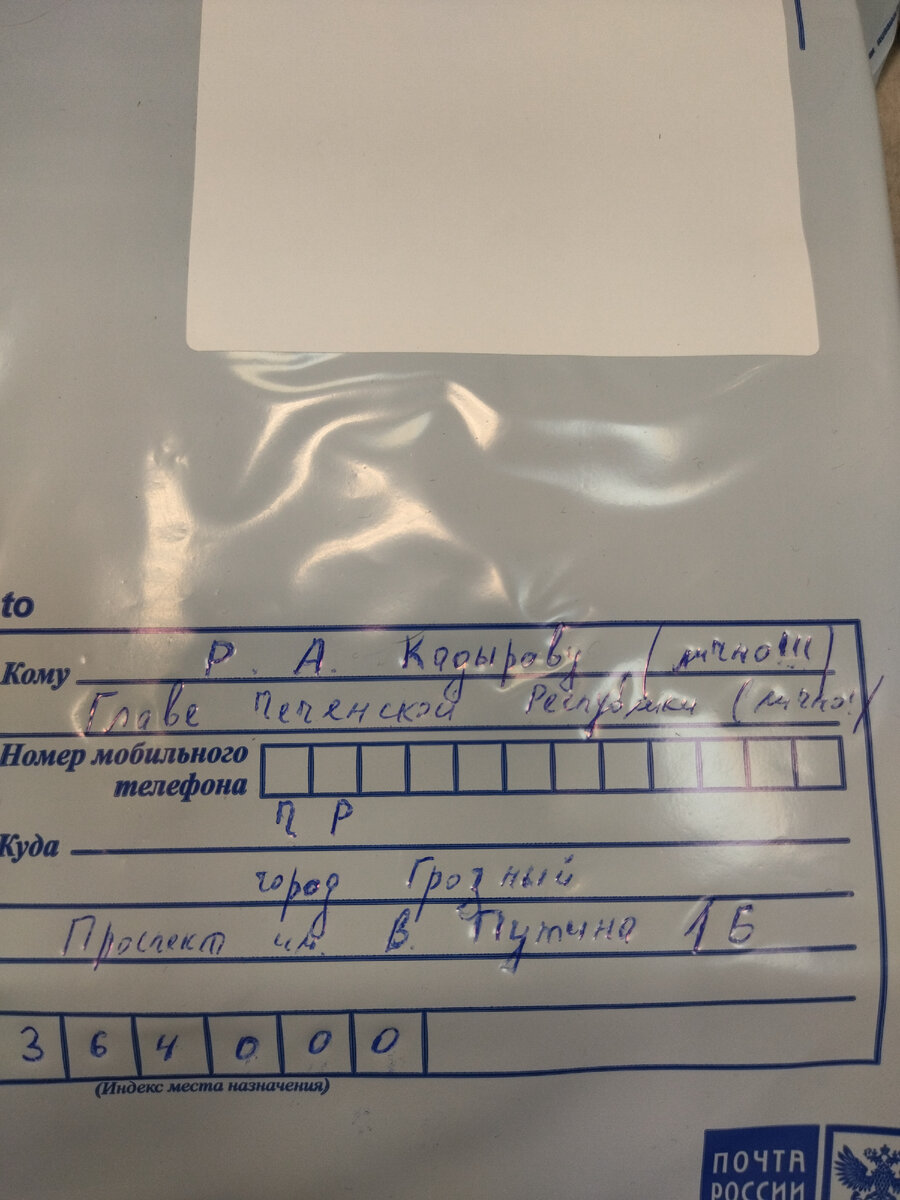 to
Кому Р. А. Кадырову (лично!!!)
Главе Чеченской Республики (лично!)
Номер мобильного
телефона
Ч Р
Куда
город Грозный
Проспект им. В. Путина 1Б
364000
(Индекс места назначения)
ПОЧТА
РОССИИ